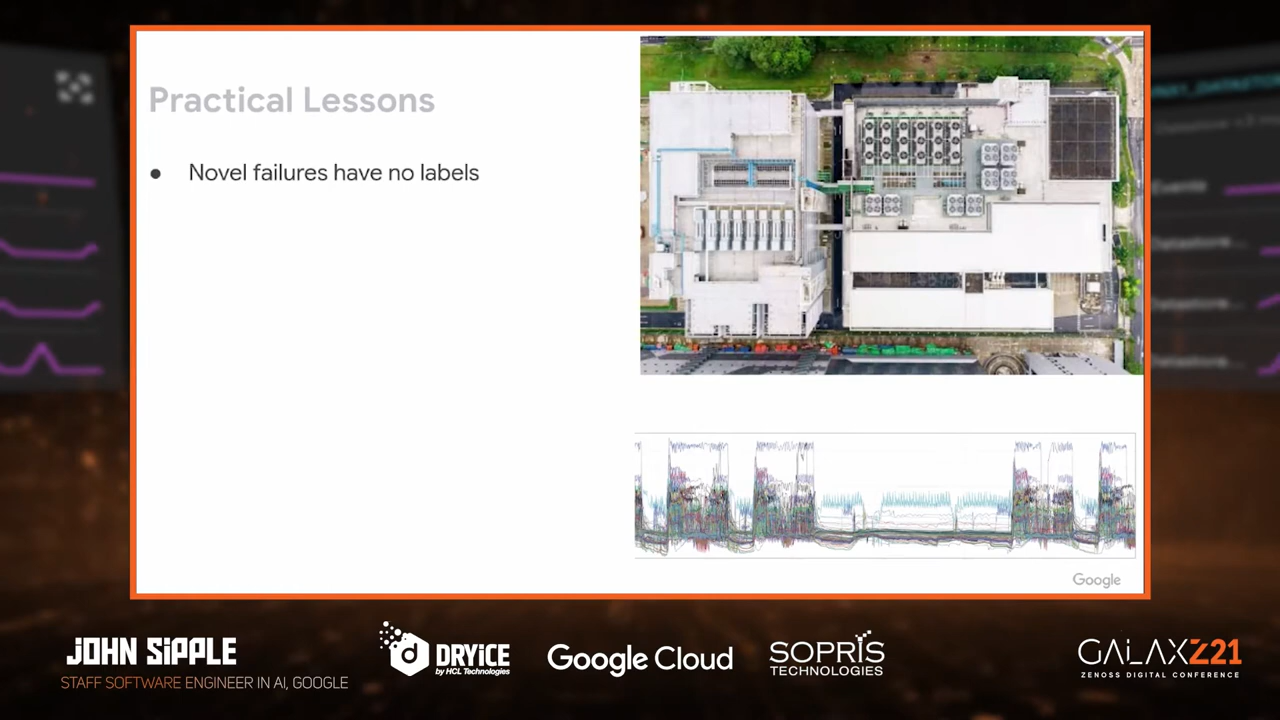 Practical Lessons
● Novel failures have no labels
Google
JOHN SIPPLE
STAFF SOFTWARE ENGINEER IN AI, GOOGLE
DRYiCE
by HCL Technologies
Google Cloud
SOPRIS
TECHNOLOGIES
GALAXZ21
ZENOSS DIGITAL CONFERENCE